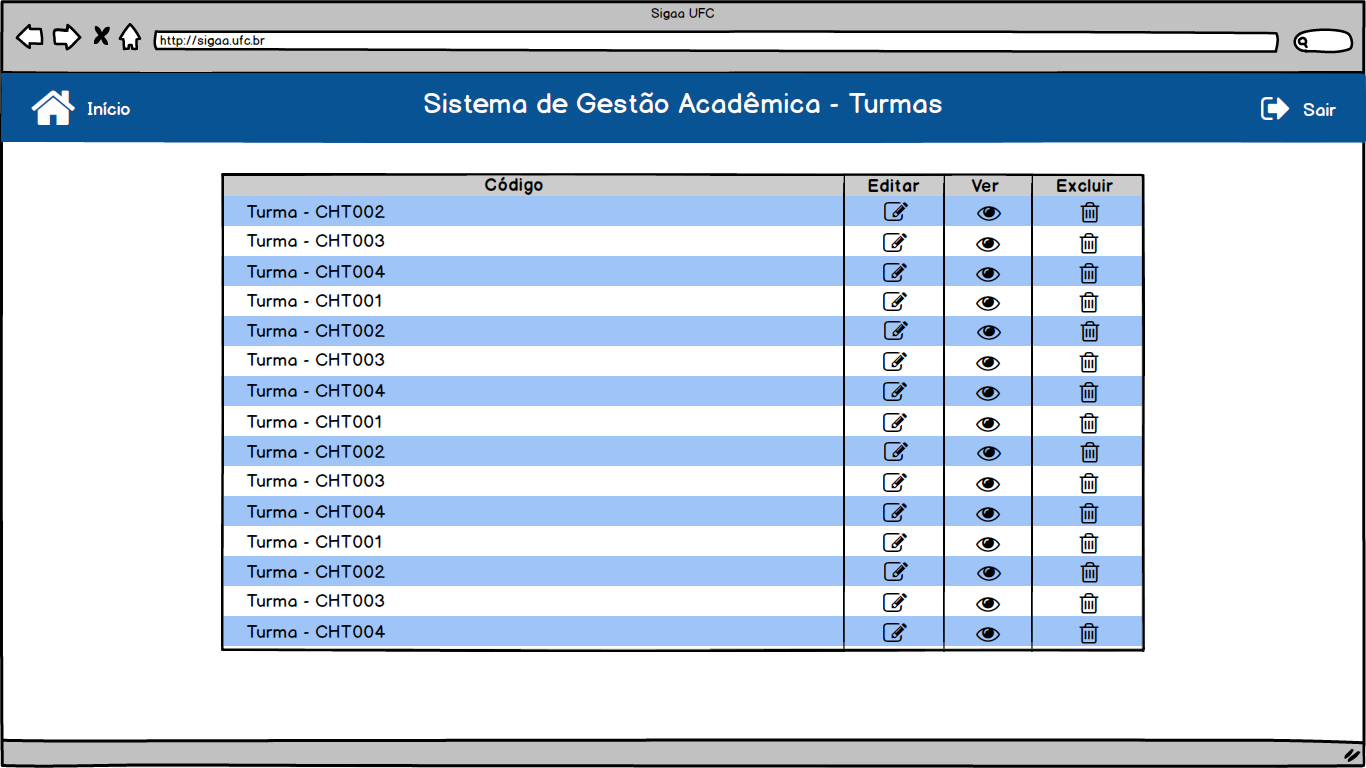 Sigaa UFC
http://sigaa.ufc.br
Início
Sistema de Gestão Acadêmica - Turmas
Sair
Código Editar Ver Excluir
Turma - CHT002
Turma - CHT003
Turma - CHT004
Turma - CHT001
Turma - CHT002
Turma - CHT003
Turma - CHT004
Turma - CHT001
Turma - CHT002
Turma - CHT003
Turma - CHT004
Turma - CHT001
Turma - CHT002
Turma - CHT003
Turma - CHT004